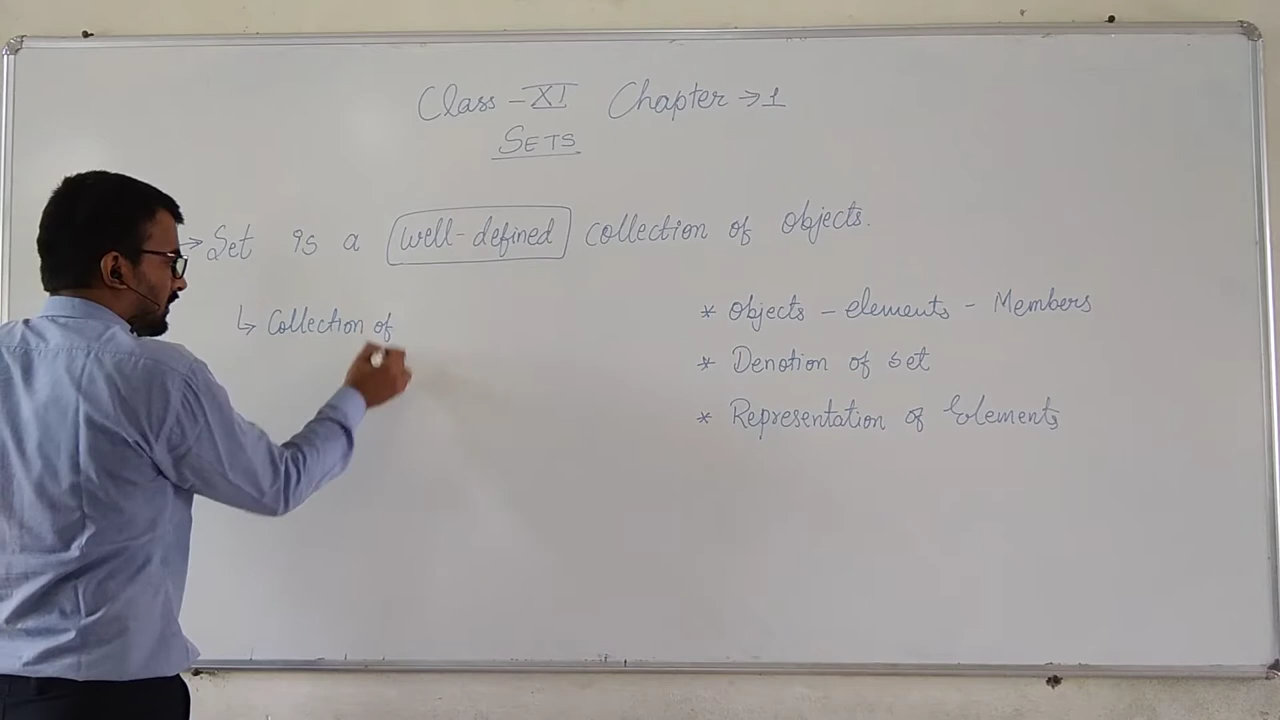 Class - XI Chapter → 1
SETS
→ Set is a well-defined collection of objects.
↳ Collection of
* Objects - elements - Members
* Denotion of set
* Representation of Elements